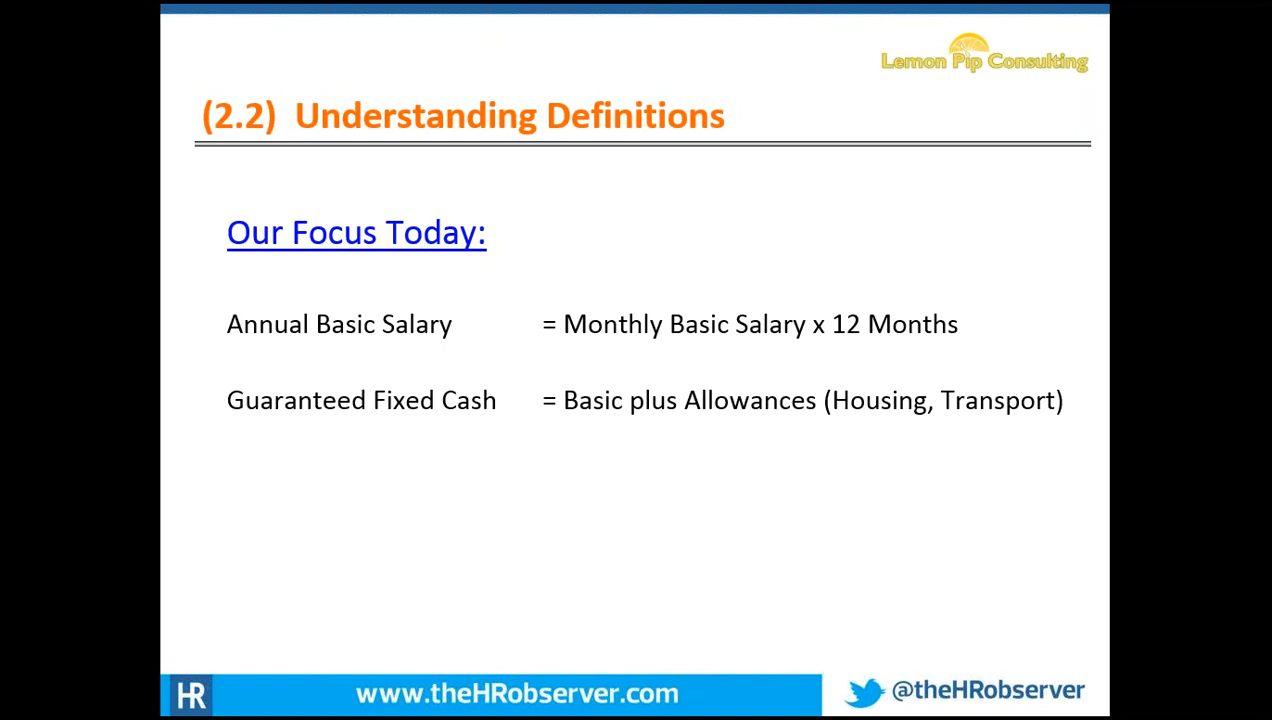 Lemon Pip Consulting
(2.2) Understanding Definitions
Our Focus Today:
Annual Basic Salary = Monthly Basic Salary x 12 Months
Guaranteed Fixed Cash = Basic plus Allowances (Housing, Transport)
HR www.theHRobserver.com @theHRobserver